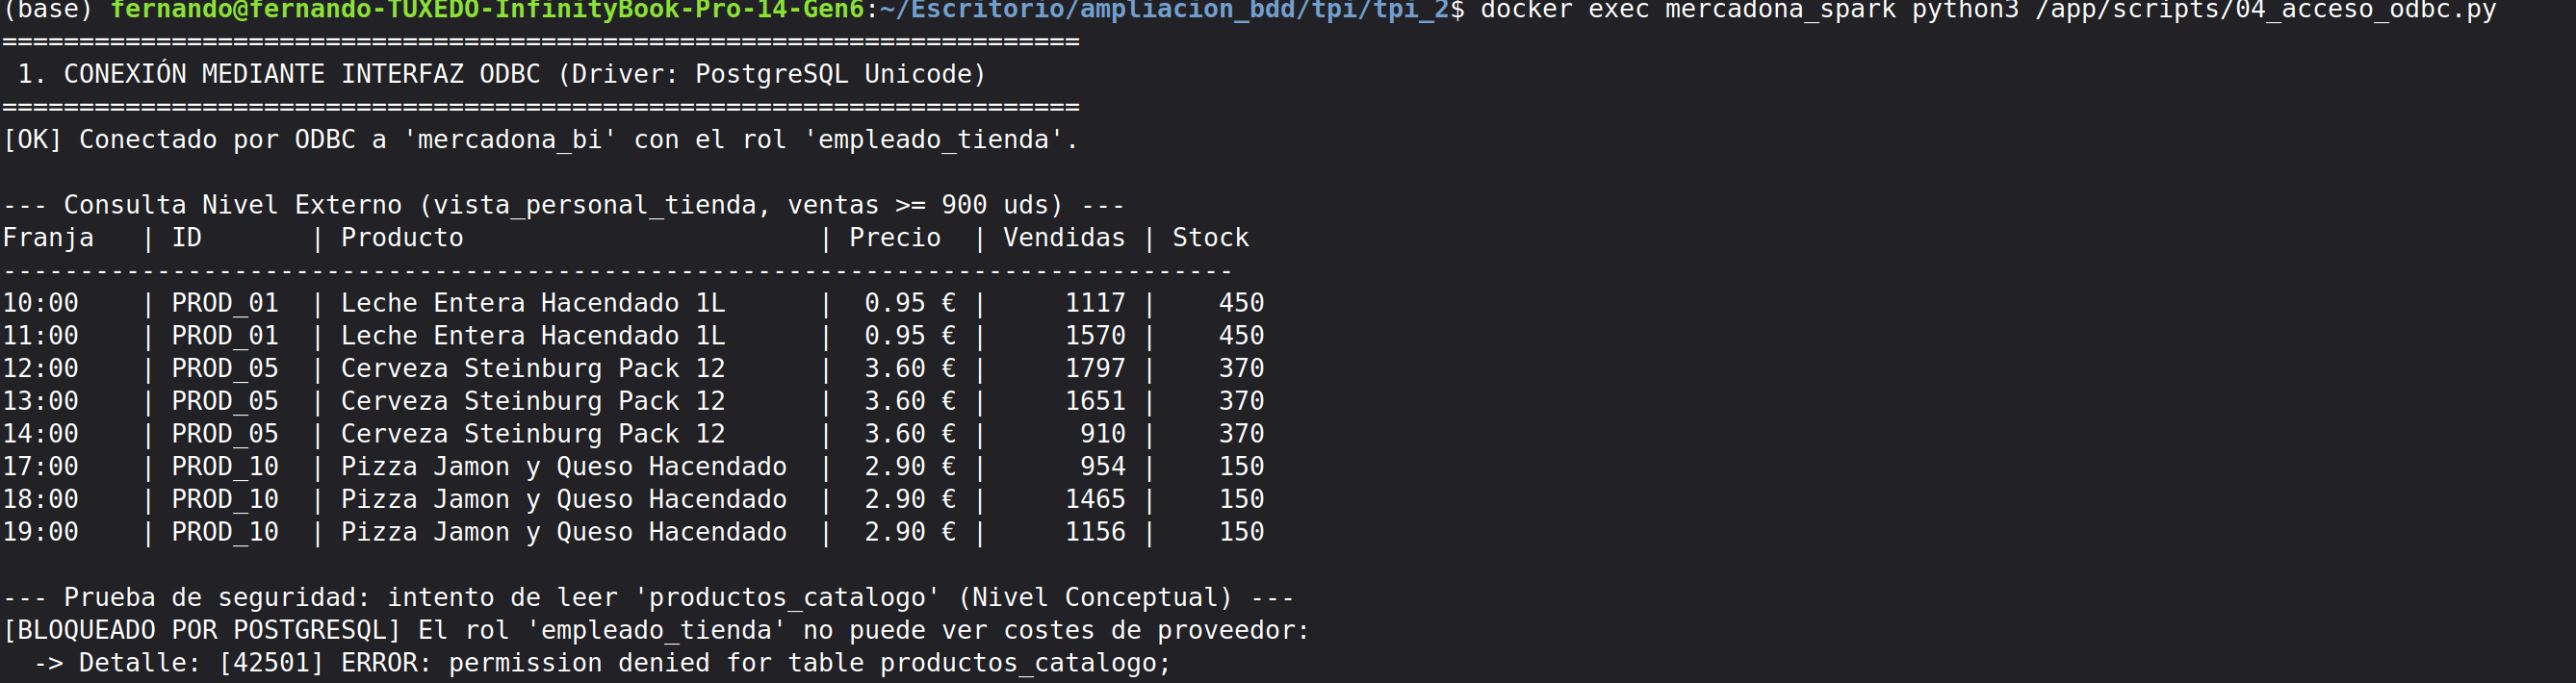 (base) fernando@fernando-TUXEDO-InfinityBook-Pro-14-Gen6:~/Escritorio/ampliacion_bdd/tpi/tpi_2$ docker exec mercadona_spark python3 /app/scripts/04_acceso_odbc.py
======================================================================
 1. CONEXIÓN MEDIANTE INTERFAZ ODBC (Driver: PostgreSQL Unicode)
======================================================================
[OK] Conectado por ODBC a 'mercadona_bi' con el rol 'empleado_tienda'.

--- Consulta Nivel Externo (vista_personal_tienda, ventas >= 900 uds) ---
Franja   | ID       | Producto                       | Precio  | Vendidas | Stock
--------------------------------------------------------------------------------
10:00    | PROD_01  | Leche Entera Hacendado 1L      |  0.95 € |     1117 |    450
11:00    | PROD_01  | Leche Entera Hacendado 1L      |  0.95 € |     1570 |    450
12:00    | PROD_05  | Cerveza Steinburg Pack 12      |  3.60 € |     1797 |    370
13:00    | PROD_05  | Cerveza Steinburg Pack 12      |  3.60 € |     1651 |    370
14:00    | PROD_05  | Cerveza Steinburg Pack 12      |  3.60 € |      910 |    370
17:00    | PROD_10  | Pizza Jamon y Queso Hacendado  |  2.90 € |      954 |    150
18:00    | PROD_10  | Pizza Jamon y Queso Hacendado  |  2.90 € |     1465 |    150
19:00    | PROD_10  | Pizza Jamon y Queso Hacendado  |  2.90 € |     1156 |    150

--- Prueba de seguridad: intento de leer 'productos_catalogo' (Nivel Conceptual) ---
[BLOQUEADO POR POSTGRESQL] El rol 'empleado_tienda' no puede ver costes de proveedor:
  -> Detalle: [42501] ERROR: permission denied for table productos_catalogo;